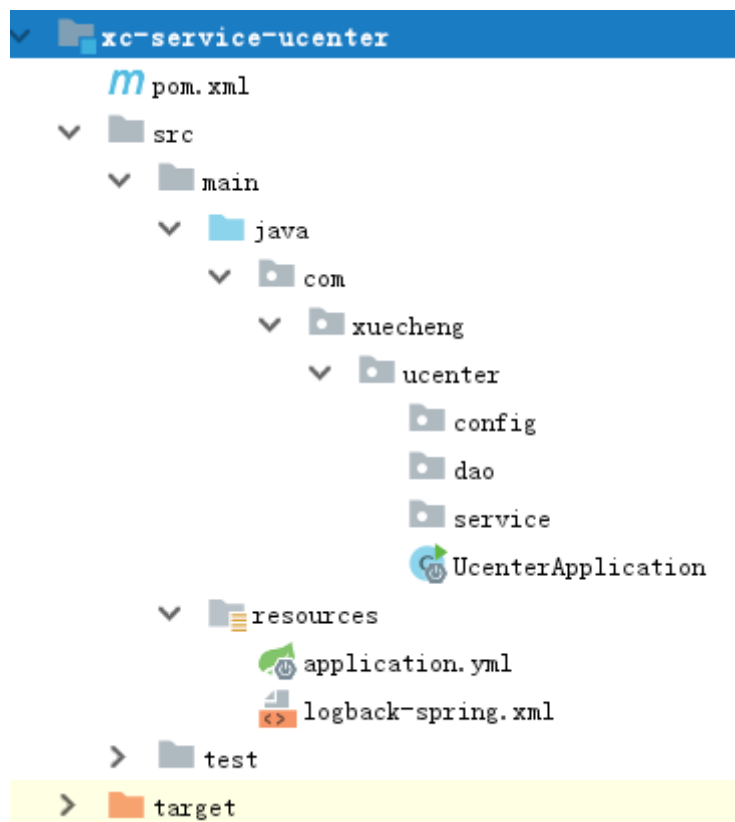 xc-service-ucenter
pom.xml
src
main
java
com
xuecheng
ucenter
config
dao
service
UcenterApplication
resources
application.yml
logback-spring.xml
test
target